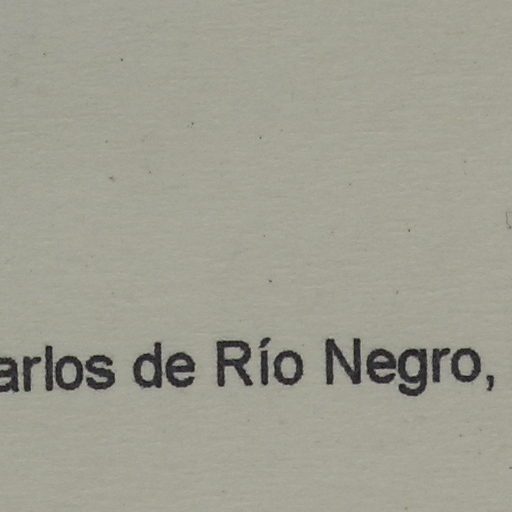 arlos de Río Negro,